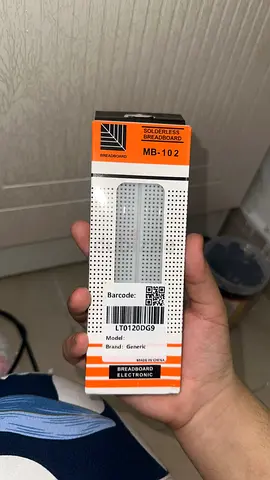 BREADBOARD
SOLDERLESS
BREADBOARD
MB-102
Barcode:
LT0120DG9
Model:
Brand: Generic
MADE IN CHINA
BREADBOARD
ELECTRONIC